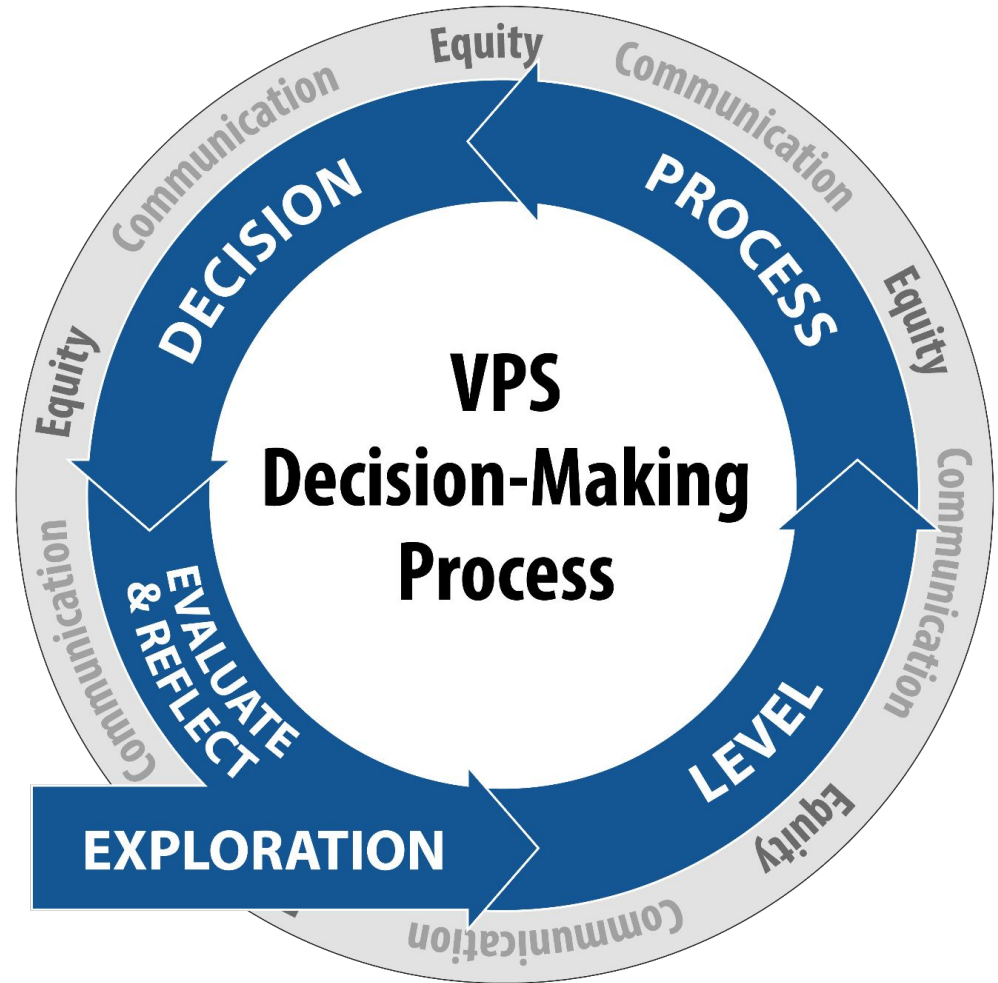 VPS
Decision-Making
Process
EXPLORATION
LEVEL
PROCESS
DECISION
EVALUATE
& REFLECT
Equity
Communication
Equity
Communication
Equity
Communication
Communication
Equity
Communication